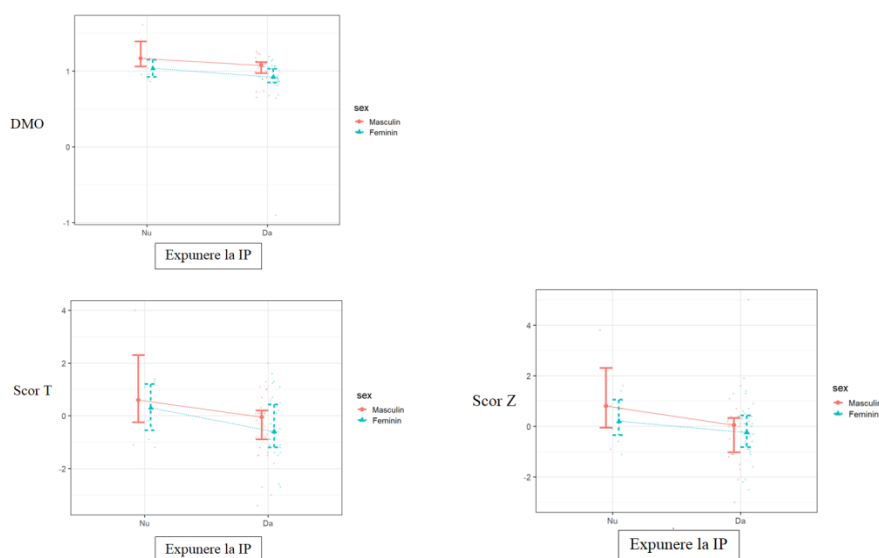 DMO
1
0
-1
Nu
Da
Expunere la IP
sex
Masculin
Feminin
Scor T
4
2
0
-2
Nu
Da
Expunere la IP
sex
Masculin
Feminin
Scor Z
4
2
0
-2
Nu
Da
Expunere la IP
sex
Masculin
Feminin